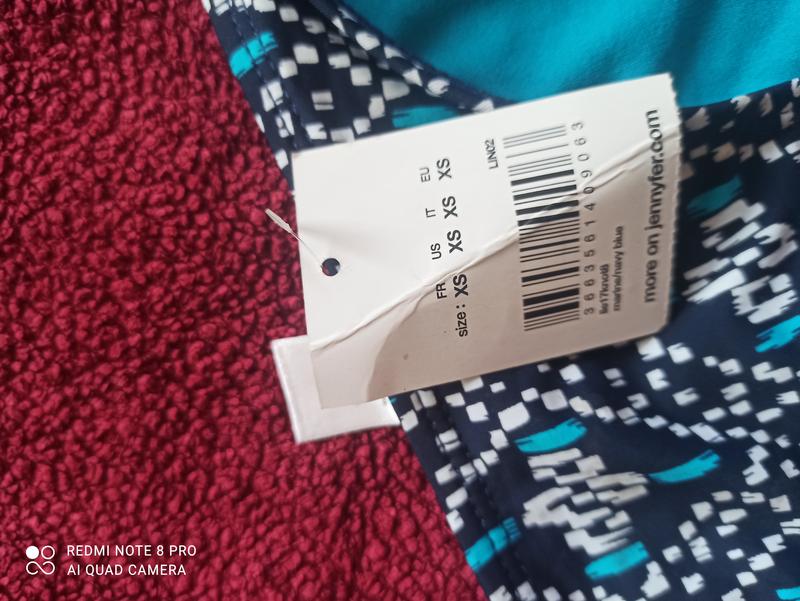 FR US IT EU
size : XS XS XS XS
LIN02
3663561409063
marine/navy blue
more on jennyfer.com
REDMI NOTE 8 PRO
AI QUAD CAMERA